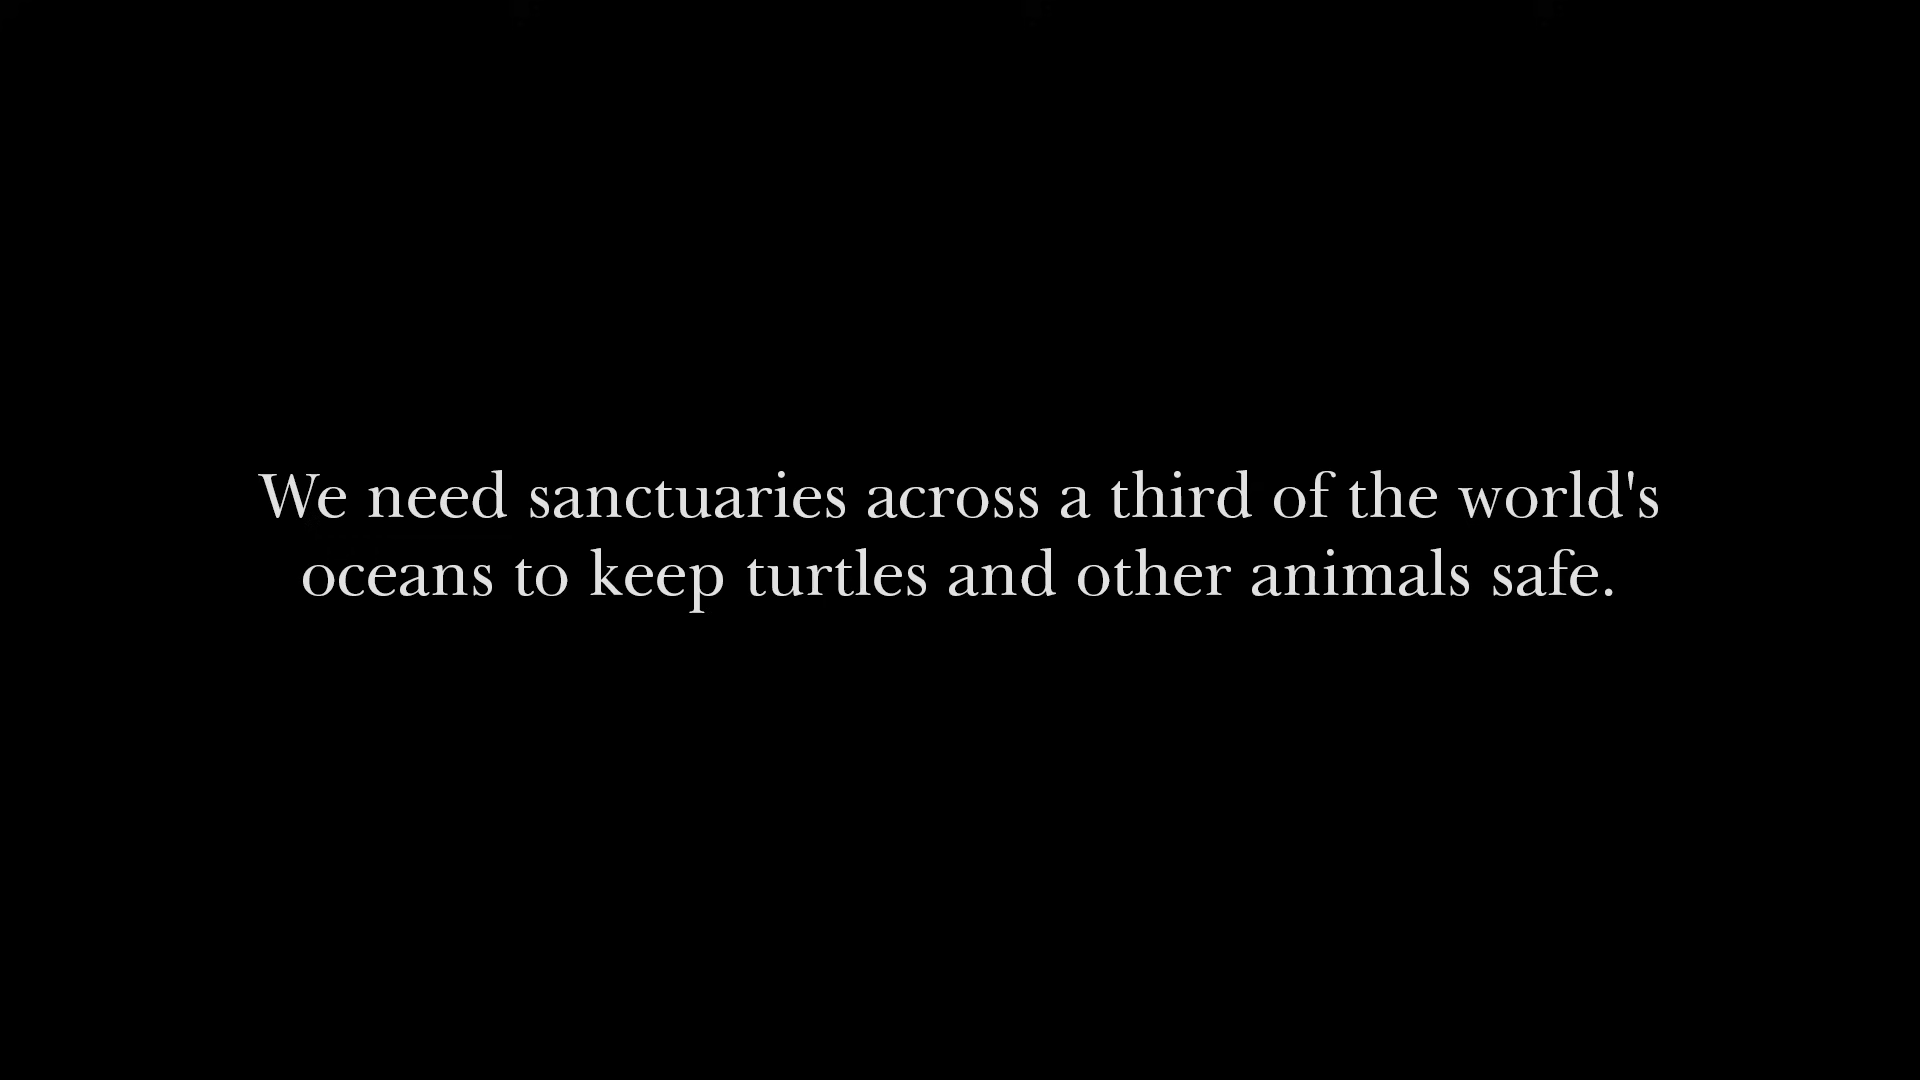 We need sanctuaries across a third of the world's
oceans to keep turtles and other animals safe.